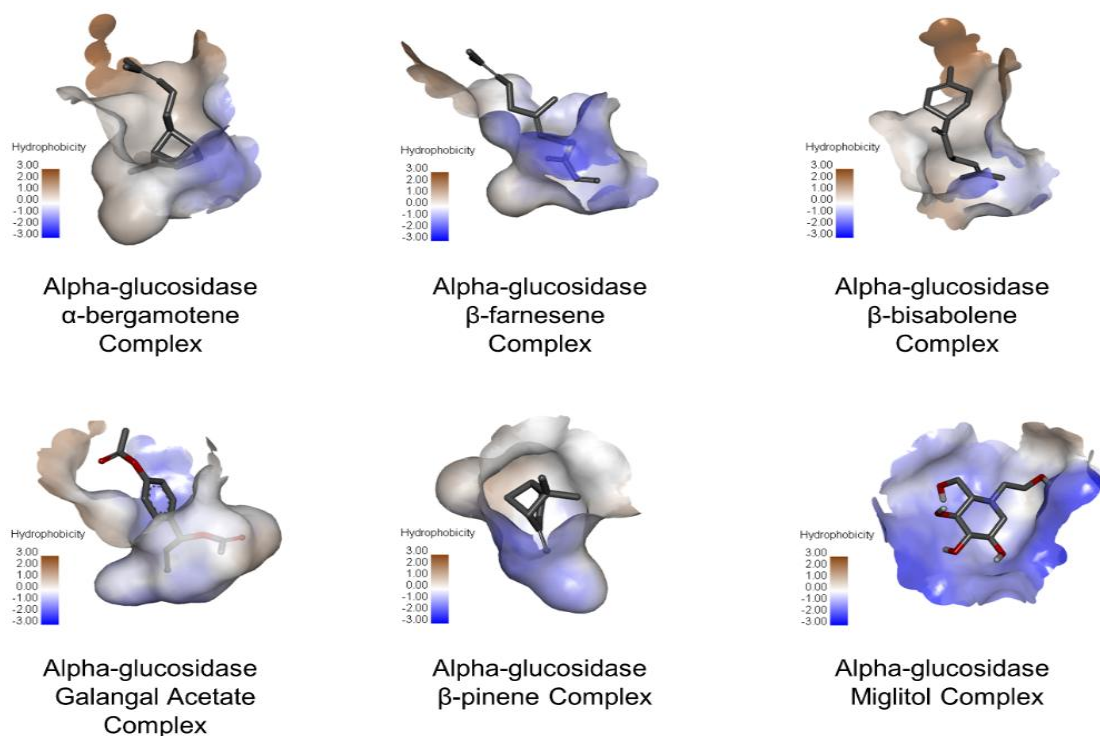 Hydrophobicity
3.00
2.00
1.00
0.00
-1.00
-2.00
-3.00
Alpha-glucosidase
α-bergamotene
Complex
Hydrophobicity
3.00
2.00
1.00
0.00
-1.00
-2.00
-3.00
Alpha-glucosidase
β-farnesene
Complex
Hydrophobicity
3.00
2.00
1.00
0.00
-1.00
-2.00
-3.00
Alpha-glucosidase
β-bisabolene
Complex
Hydrophobicity
3.00
2.00
1.00
0.00
-1.00
-2.00
-3.00
Alpha-glucosidase
Galangal Acetate
Complex
Hydrophobicity
3.00
2.00
1.00
0.00
-1.00
-2.00
-3.00
Alpha-glucosidase
β-pinene Complex
Hydrophobicity
3.00
2.00
1.00
0.00
-1.00
-2.00
-3.00
Alpha-glucosidase
Miglitol Complex